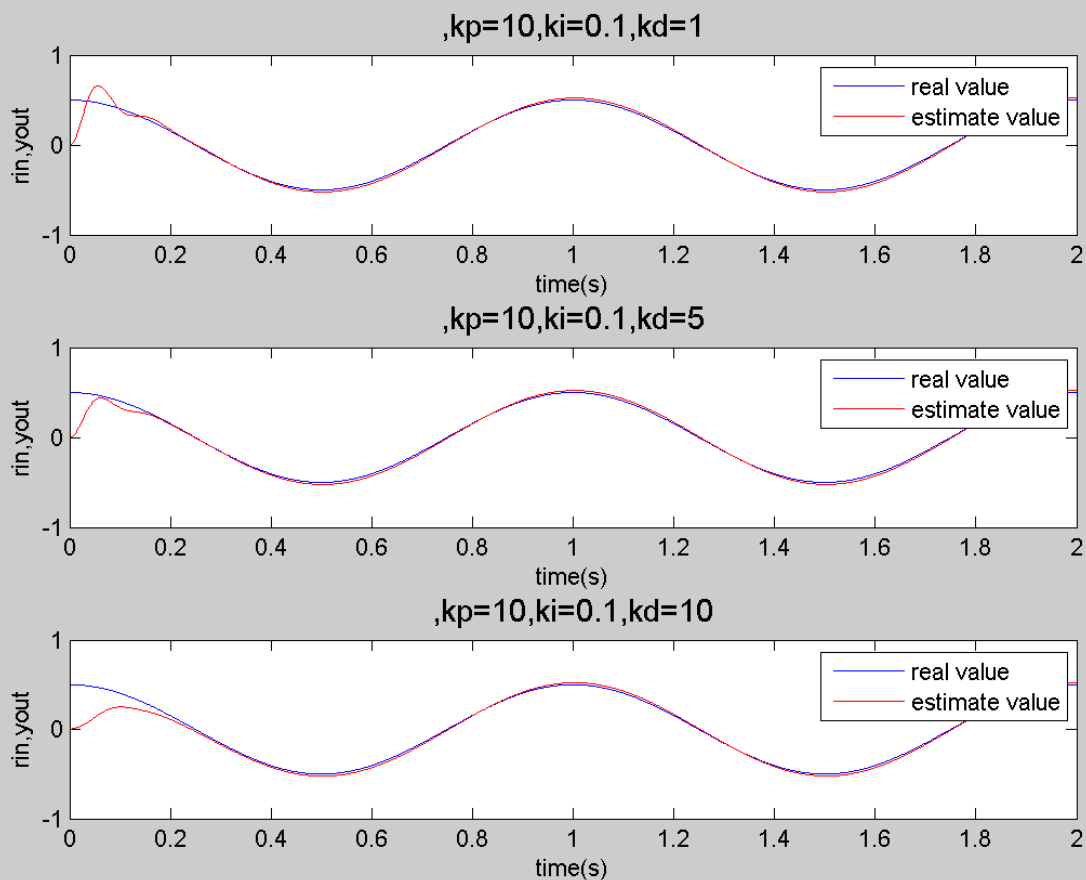 ,kp=10,ki=0.1,kd=1
1
0
-1
rin,yout
real value
estimate value
0 0.2 0.4 0.6 0.8 1 1.2 1.4 1.6 1.8 2
time(s)
,kp=10,ki=0.1,kd=5
1
0
-1
rin,yout
real value
estimate value
0 0.2 0.4 0.6 0.8 1 1.2 1.4 1.6 1.8 2
time(s)
,kp=10,ki=0.1,kd=10
1
0
-1
rin,yout
real value
estimate value
0 0.2 0.4 0.6 0.8 1 1.2 1.4 1.6 1.8 2
time(s)